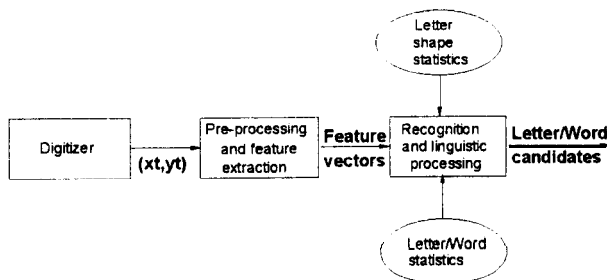 Letter
shape
statistics
Digitizer
(xt,yt)
Pre-processing
and feature
extraction
Feature
vectors
Recognition
and linguistic
processing
Letter/Word
candidates
Letter/Word
statistics